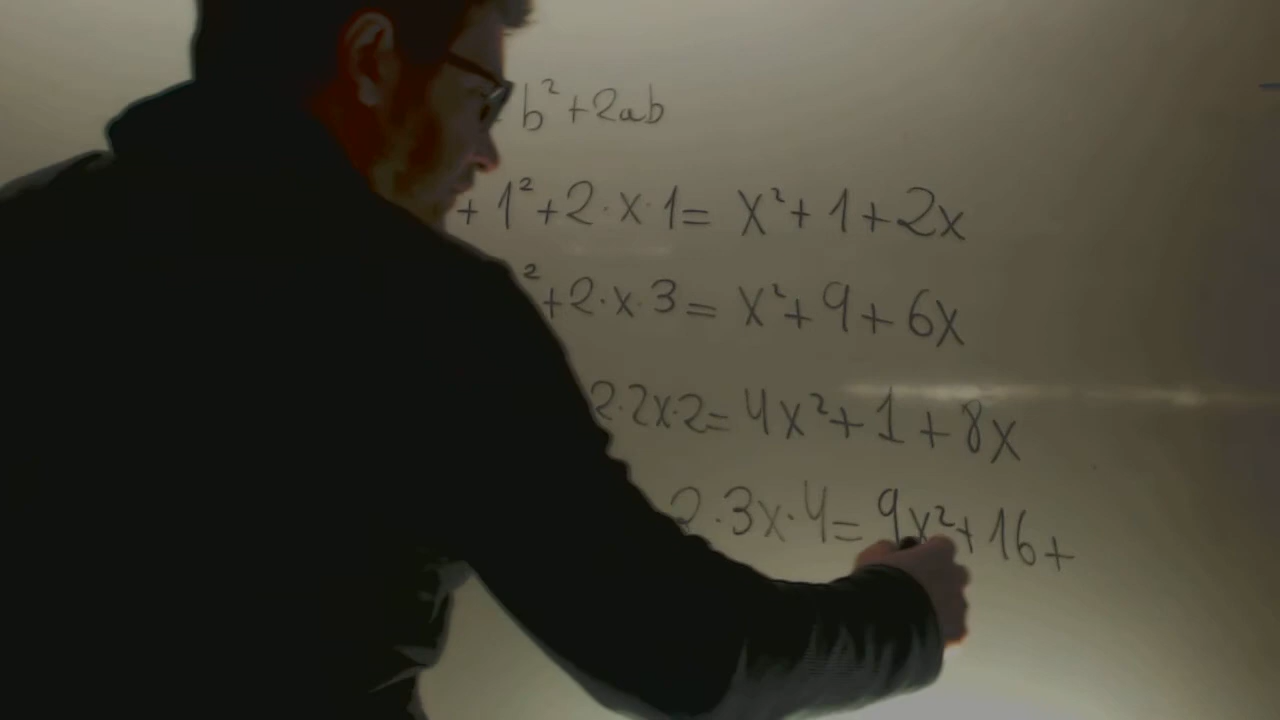 b²+2ab
+ 1²+2·x·1= x²+1+2x
²+2·x·3= x²+9+6x
2·2x·2= 4x²+1+8x
2·3x·4= 9x²+16+